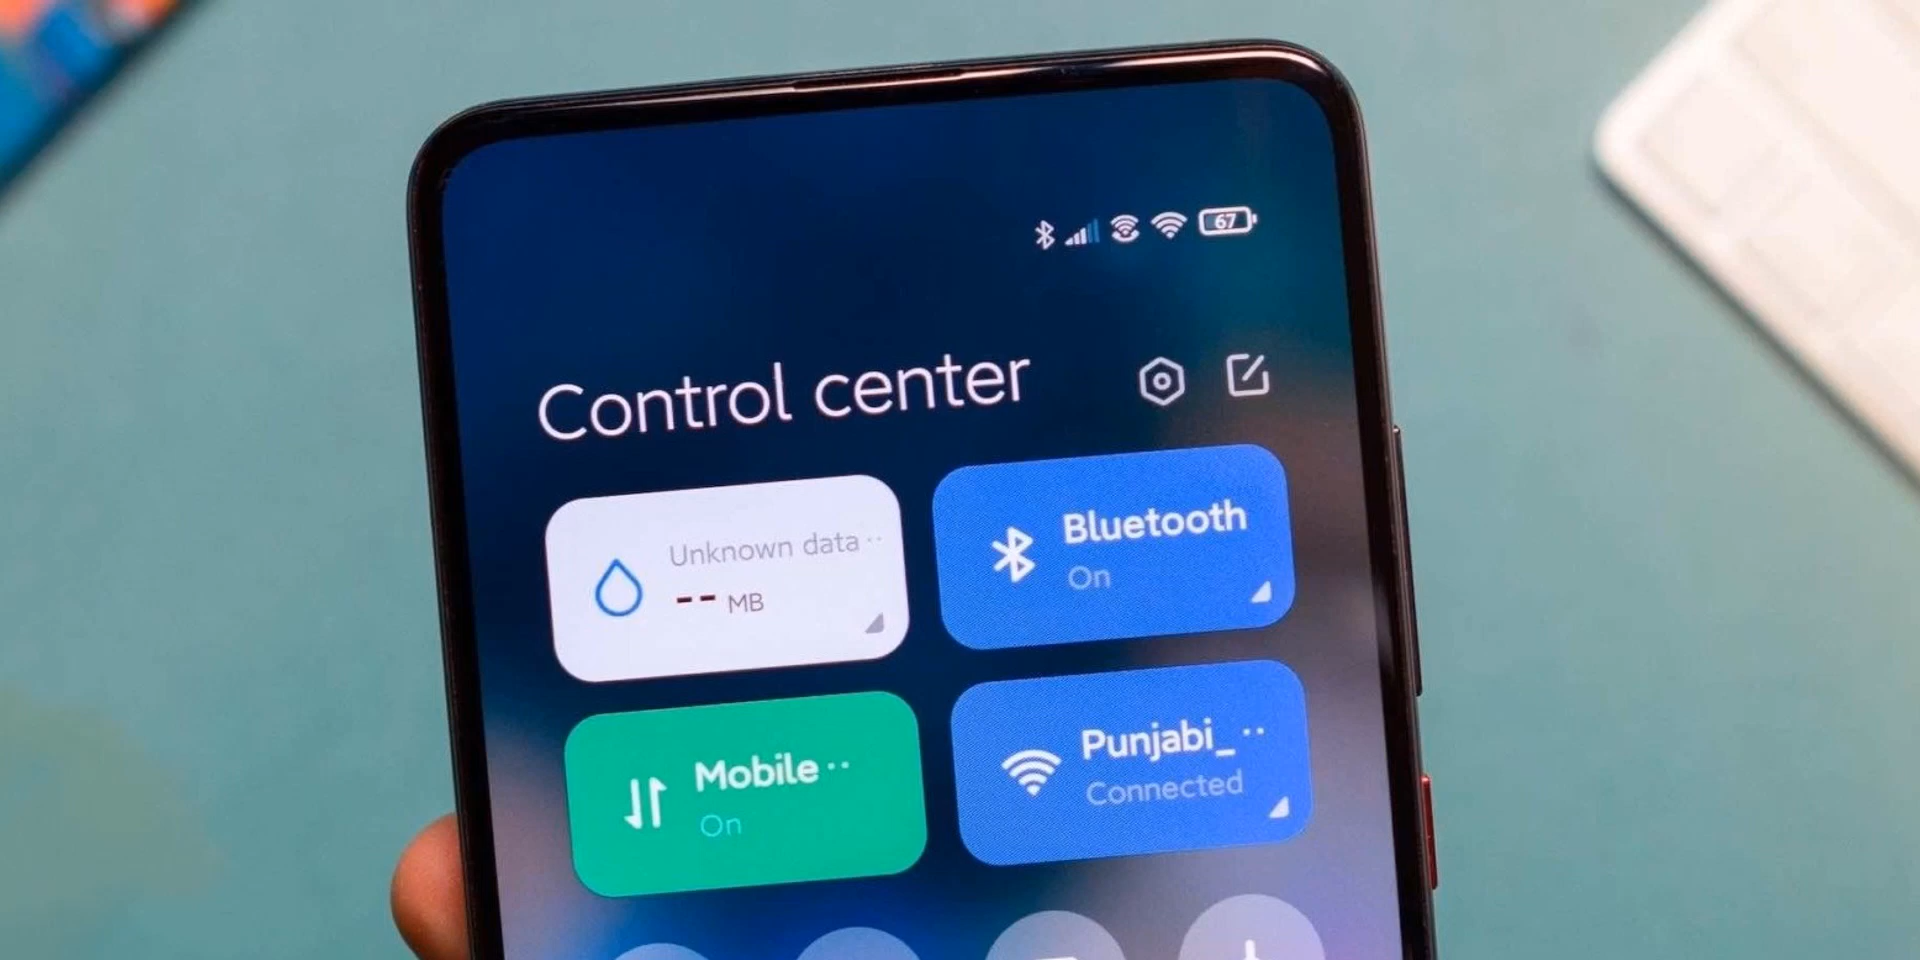 67
Control center
Unknown data··
-- MB
Bluetooth
On
Mobile··
On
Punjabi_··
Connected